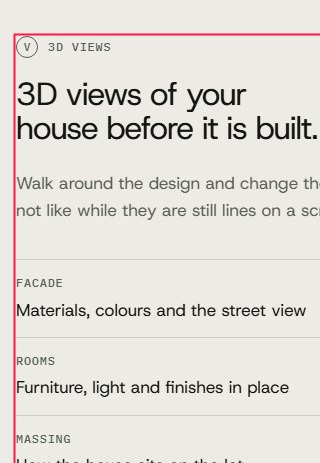 V 3D VIEWS
3D views of your
house before it is built.
Walk around the design and change
not like while they are still lines on a
FACADE
Materials, colours and the street view
ROOMS
Furniture, light and finishes in place
MASSING